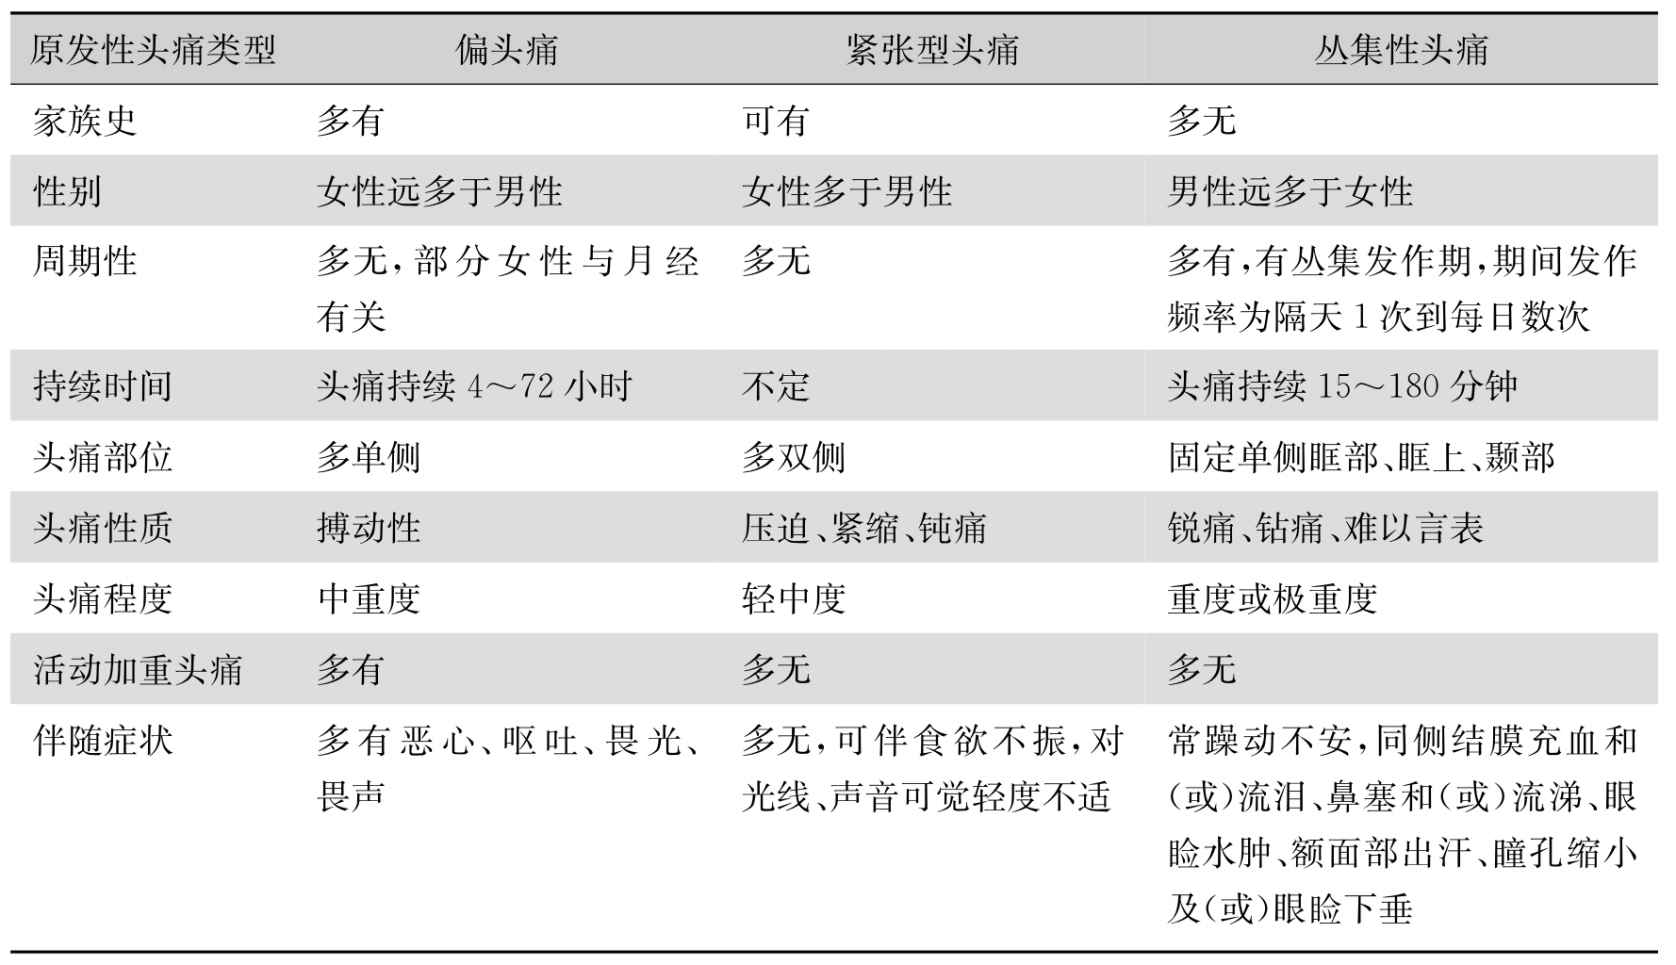 原发性头痛类型 偏头痛 紧张型头痛 丛集性头痛
家族史 多有 可有 多无
性别 女性远多于男性 女性多于男性 男性远多于女性
周期性 多无,部分女性与月经 多无 多有,有丛集发作期,期间发作
有关 频率为隔天1次到每日数次
持续时间 头痛持续4～72小时 不定 头痛持续15～180分钟
头痛部位 多单侧 多双侧 固定单侧眶部、眶上、颞部
头痛性质 搏动性 压迫、紧缩、钝痛 锐痛、钻痛、难以言表
头痛程度 中重度 轻中度 重度或极重度
活动加重头痛 多有 多无 多无
伴随症状 多有恶心、呕吐、畏光、 多无,可伴食欲不振,对 常躁动不安,同侧结膜充血和
畏声 光线、声音可觉轻度不适 (或)流泪、鼻塞和(或)流涕、眼
睑水肿、额面部出汗、瞳孔缩小
及(或)眼睑下垂